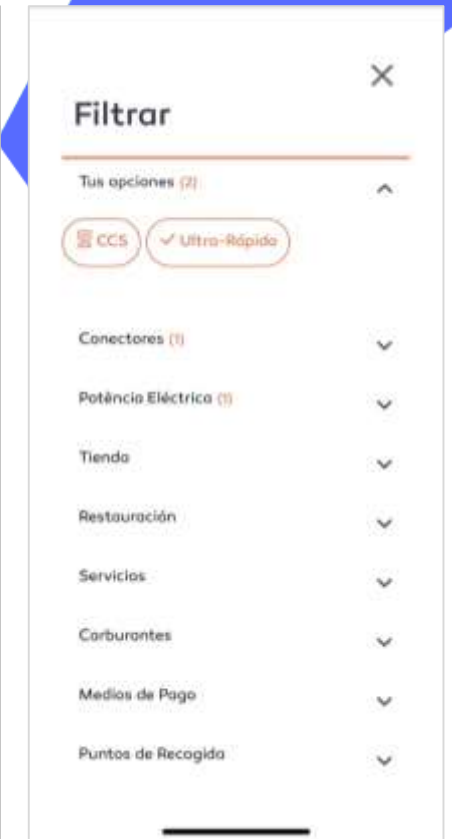 Filtrar
Tus opciones (2)
CCS
Ultra-Rápido
Conectores (1)
Poténcia Eléctrica (1)
Tienda
Restauración
Servicios
Carburantes
Medios de Pago
Puntos de Recogida